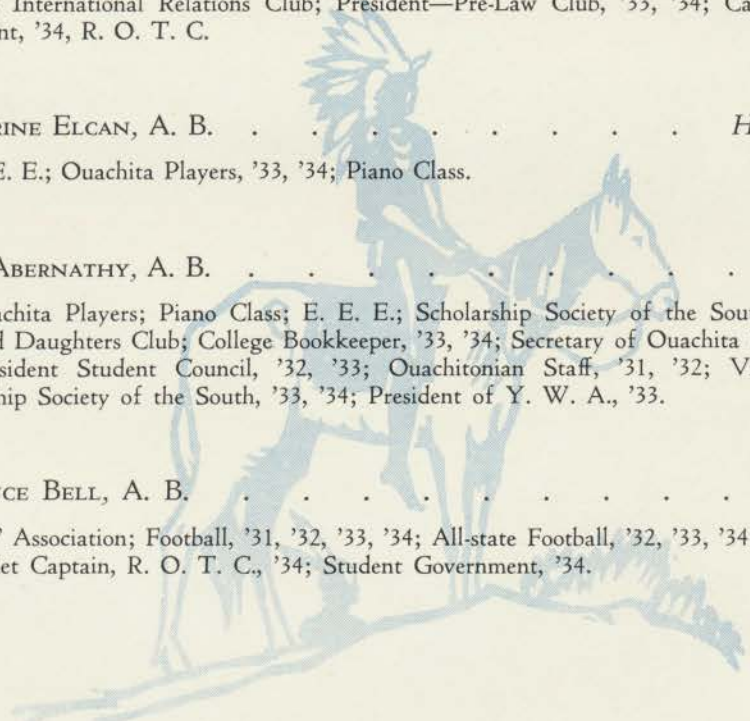 International Relations Club; President—Pre-Law Club, '33, '34; Ca
nt, '34, R. O. T. C.
RINE ELCAN, A. B. . . . . . . . . H
E. E.; Ouachita Players, '33, '34; Piano Class.
ABERNATHY, A. B. . . . . . . . . .
achita Players; Piano Class; E. E. E.; Scholarship Society of the Sou
d Daughters Club; College Bookkeeper, '33, '34; Secretary of Ouachita
sident Student Council, '32, '33; Ouachitonian Staff, '31, '32; V
hip Society of the South, '33, '34; President of Y. W. A., '33.
CE BELL, A. B. . . . . . . . . .
' Association; Football, '31, '32, '33, '34; All-state Football, '32, '33, '34
et Captain, R. O. T. C., '34; Student Government, '34.